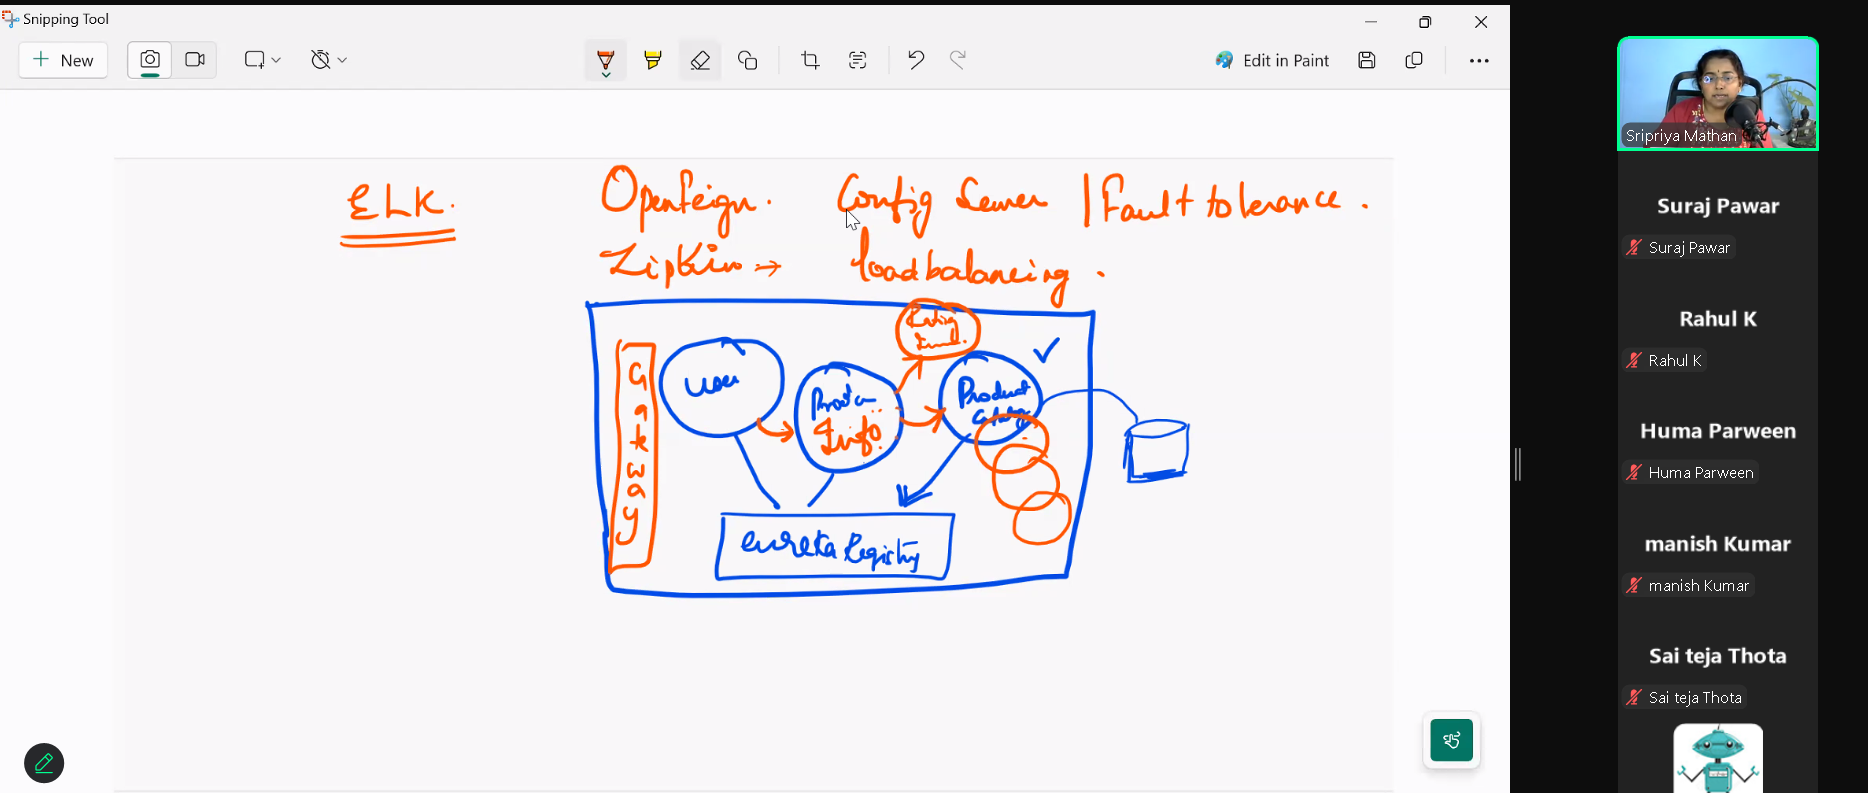 Snipping Tool
New
Edit in Paint
ELK.
OpenFeign. Config Server | Fault tolerance.
Zipkin → loadbalancing.
Rating
Gateway
User
Product
Info
Product
Catalog
eureka Registry
Sripriya Mathan
Suraj Pawar
Suraj Pawar
Rahul K
Rahul K
Huma Parween
Huma Parween
manish Kumar
manish Kumar
Sai teja Thota
Sai teja Thota